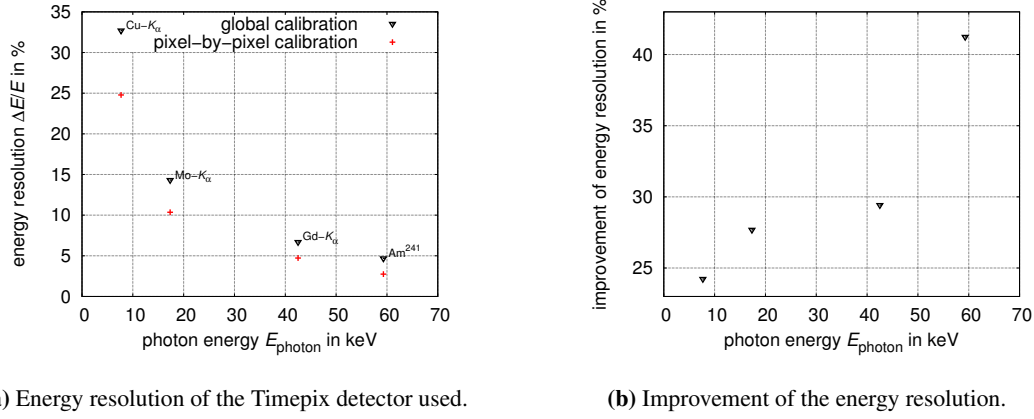 35
30
25
20
15
10
5
0
energy resolution ΔE/E in %
Cu−Kα
Mo−Kα
Gd−Kα
Am241
global calibration
pixel−by−pixel calibration
0 10 20 30 40 50 60 70
photon energy Ephoton in keV
40
35
30
25
improvement of energy resolution in %
0 10 20 30 40 50 60 70
photon energy Ephoton in keV
) Energy resolution of the Timepix detector used.
(b) Improvement of the energy resolution.